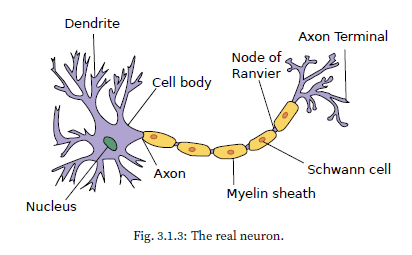 Dendrite
Axon Terminal
Node of
Ranvier
Cell body
Schwann cell
Axon
Myelin sheath
Nucleus
Fig. 3.1.3: The real neuron.